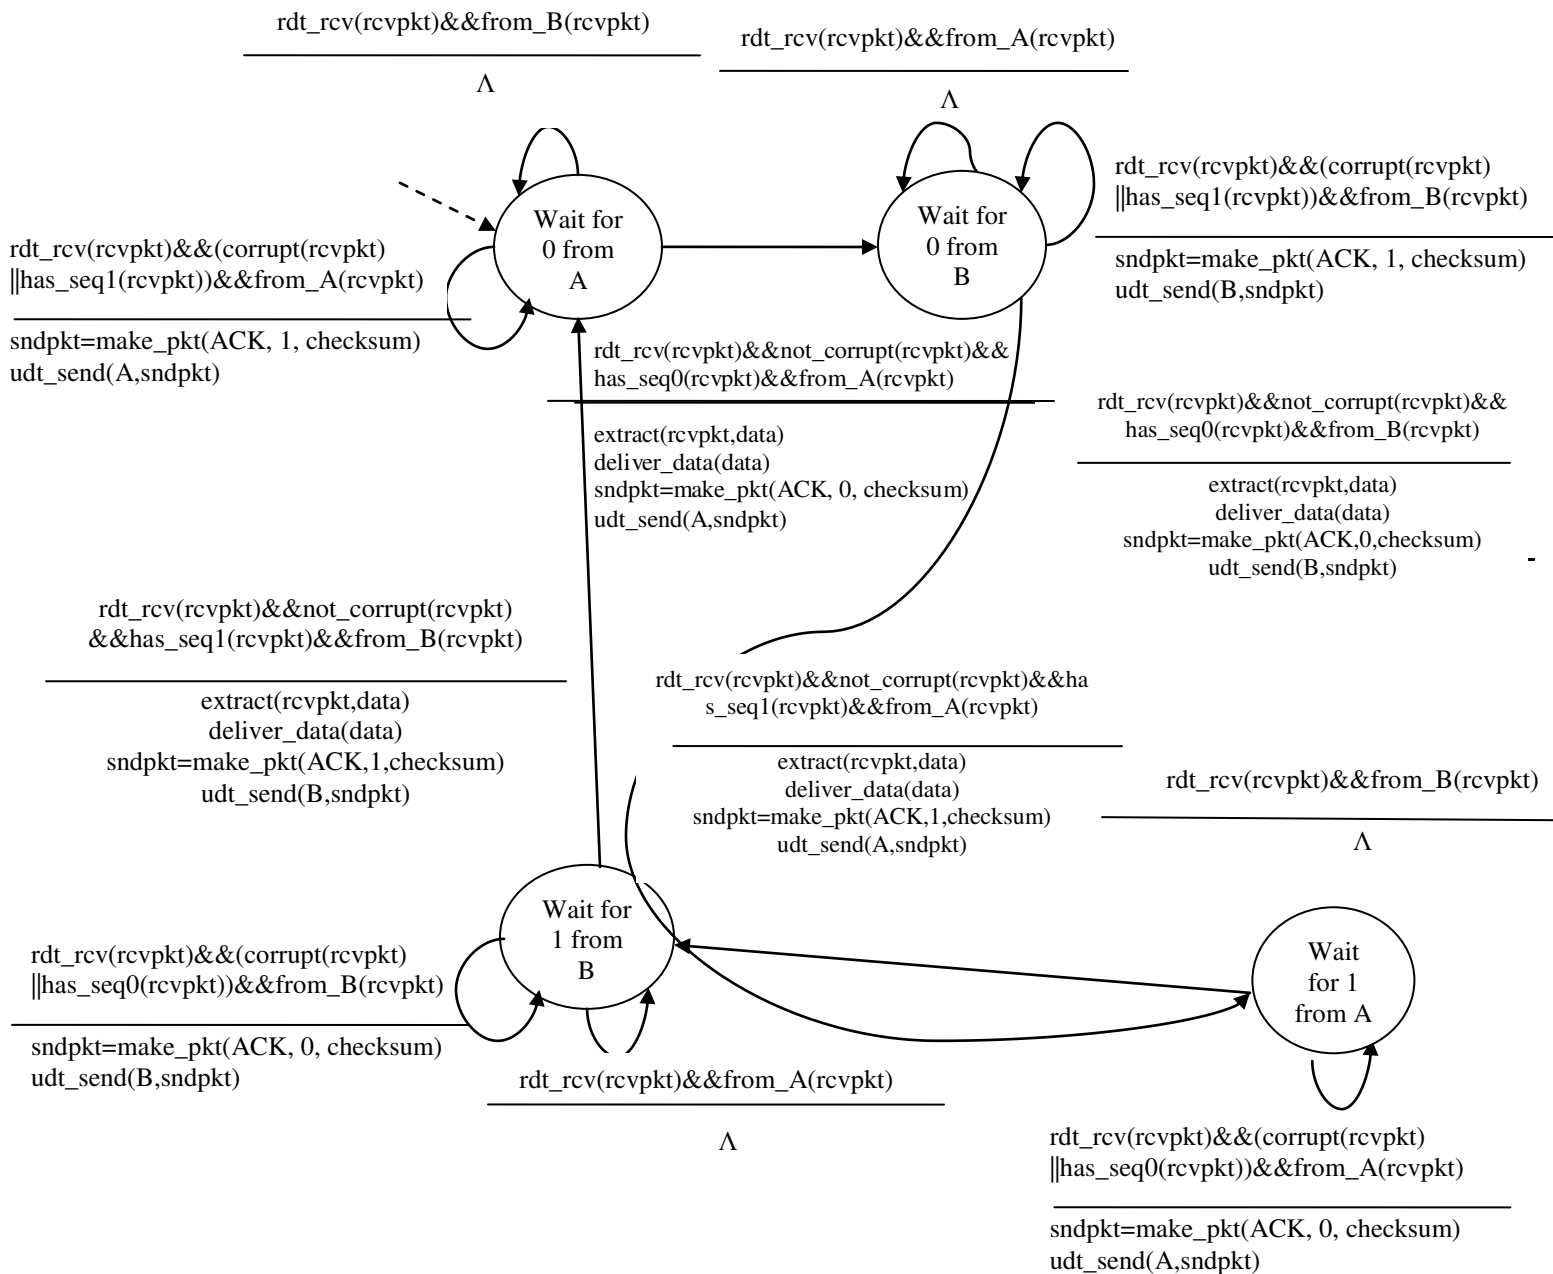 rdt_rcv(rcvpkt)&&from_B(rcvpkt)
Λ
rdt_rcv(rcvpkt)&&from_A(rcvpkt)
Λ
rdt_rcv(rcvpkt)&&(corrupt(rcvpkt)
||has_seq1(rcvpkt))&&from_B(rcvpkt)
sndpkt=make_pkt(ACK, 1, checksum)
udt_send(B,sndpkt)
Wait for
0 from
A
Wait for
0 from
B
rdt_rcv(rcvpkt)&&(corrupt(rcvpkt)
||has_seq1(rcvpkt))&&from_A(rcvpkt)
sndpkt=make_pkt(ACK, 1, checksum)
udt_send(A,sndpkt)
rdt_rcv(rcvpkt)&&not_corrupt(rcvpkt)&&
has_seq0(rcvpkt)&&from_A(rcvpkt)
extract(rcvpkt,data)
deliver_data(data)
sndpkt=make_pkt(ACK, 0, checksum)
udt_send(A,sndpkt)
rdt_rcv(rcvpkt)&&not_corrupt(rcvpkt)&&
has_seq0(rcvpkt)&&from_B(rcvpkt)
extract(rcvpkt,data)
deliver_data(data)
sndpkt=make_pkt(ACK,0,checksum)
udt_send(B,sndpkt)
-
rdt_rcv(rcvpkt)&&not_corrupt(rcvpkt)
&&has_seq1(rcvpkt)&&from_B(rcvpkt)
extract(rcvpkt,data)
deliver_data(data)
sndpkt=make_pkt(ACK,1,checksum)
udt_send(B,sndpkt)
rdt_rcv(rcvpkt)&&not_corrupt(rcvpkt)&&ha
s_seq1(rcvpkt)&&from_A(rcvpkt)
extract(rcvpkt,data)
deliver_data(data)
sndpkt=make_pkt(ACK,1,checksum)
udt_send(A,sndpkt)
rdt_rcv(rcvpkt)&&from_B(rcvpkt)
Λ
Wait for
1 from
B
Wait
for 1
from A
rdt_rcv(rcvpkt)&&(corrupt(rcvpkt)
||has_seq0(rcvpkt))&&from_B(rcvpkt)
sndpkt=make_pkt(ACK, 0, checksum)
udt_send(B,sndpkt)
rdt_rcv(rcvpkt)&&from_A(rcvpkt)
Λ
rdt_rcv(rcvpkt)&&(corrupt(rcvpkt)
||has_seq0(rcvpkt))&&from_A(rcvpkt)
sndpkt=make_pkt(ACK, 0, checksum)
udt_send(A,sndpkt)